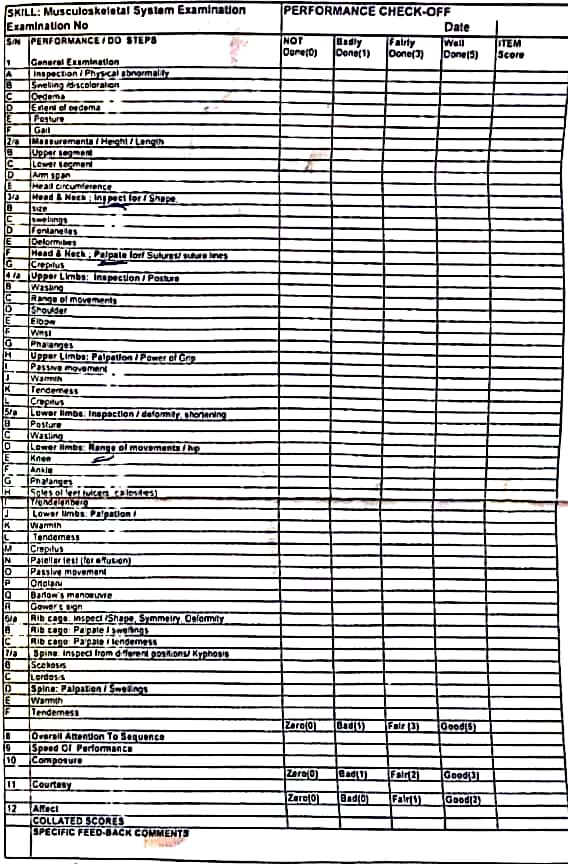 SKILL: Musculoskeletal System Examination PERFORMANCE CHECK-OFF
Examination No Date
S/N PERFORMANCE / DO STEPS NOT Done(0) Badly Done(1) Fairly Done(3) Well Done(5) ITEM Score
1 General Examination
A Inspection / Physical abnormality
B Swelling /discoloration
C Oedema
D Extent of oedema
E Posture
F Gait
2/a Measurements / Height / Length
B Upper segment
C Lower segment
D Arm span
E Head circumference
3/a Head & Neck ; Inspect for / Shape,
B size
C swellings
D Fontanelles
E Deformities
F Head & Neck ; Palpate for/ Sutures/ suture lines
G Crepitus
4 /a Upper Limbs: Inspection / Posture
B Wasting
C Range of movements
D Shoulder
E Elbow
F Wrist
G Phalanges
H Upper Limbs: Palpation / Power of Grip
I Passive movement
J Warmth
K Tenderness
L Crepitus
5/a Lower limbs: Inspection / deformity, shortening
B Posture
C Wasting
D Lower limbs: Range of movements / hip
E Knee
F Ankle
G Phalanges
H Soles of feet (ulcers, callosities)
I Trendelenberg
J Lower limbs: Palpation /
K Warmth
L Tenderness
M Crepitus
N Patellar test (for effusion)
O Passive movement
P Ortolani
Q Barlow's manoeuvre
R Gower's sign
6/a Rib cage: Inspect /Shape, Symmetry, Deformity
B Rib cage: Palpate / swellings
C Rib cage: Palpate / tenderness
7/a Spine: Inspect from different positions/ Kyphosis
B Scoliosis
C Lordosis
D Spine: Palpation / Swellings
E Warmth
F Tenderness
Zero(0) Bad(1) Fair (3) Good(5)
8 Overall Attention To Sequence
9 Speed Of Performance
10 Composure
Zero(0) Bad(1) Fair(2) Good(3)
11 Courtesy
Zero(0) Bad(0) Fair(1) Good(2)
12 Affect
COLLATED SCORES
SPECIFIC FEED-BACK COMMENTS